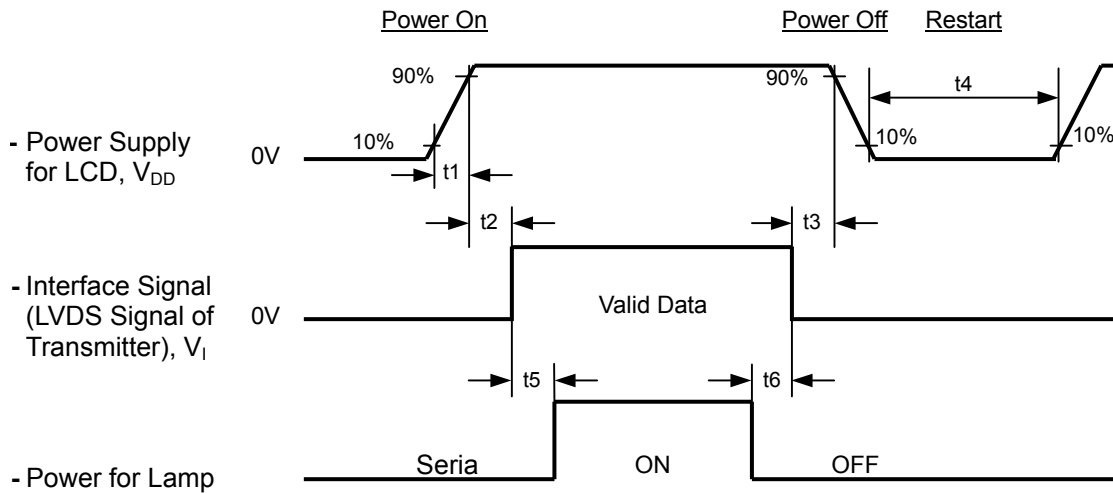 Power On
Power Off
Restart
90%
90%
t4
- Power Supply
for LCD, VDD
0V
10%
10%
10%
t1
t2
t3
- Interface Signal
(LVDS Signal of
Transmitter), VI
0V
Valid Data
t5
t6
- Power for Lamp
Seria
ON
OFF